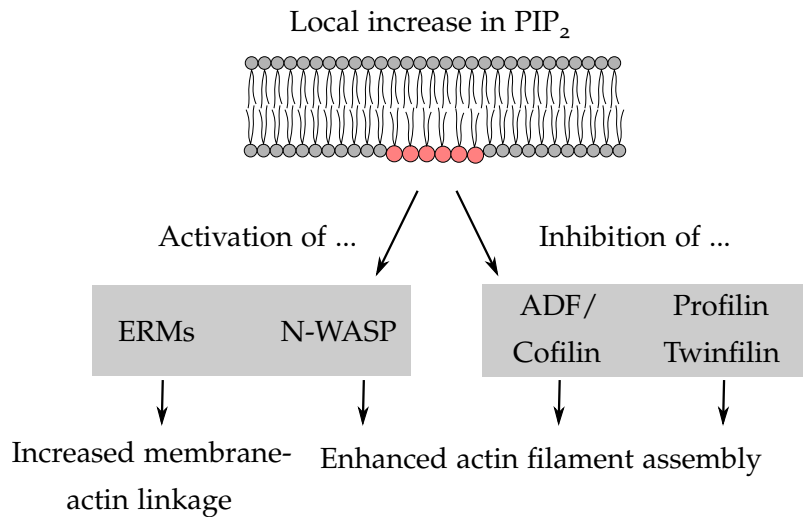 Local increase in PIP₂
Activation of ...
Inhibition of ...
ERMs
N-WASP
ADF/
Cofilin
Profilin
Twinfilin
Increased membrane-
actin linkage
Enhanced actin filament assembly